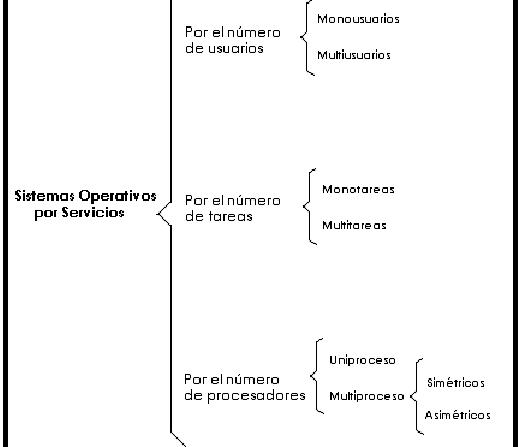 Por el número
de usuarios
Monousuarios
Multiusuarios
Sistemas Operativos
por Servicios
Por el número
de tareas
Monotareas
Multitareas
Por el número
de procesadores
Uniproceso
Multiproceso
Simétricos
Asimétricos